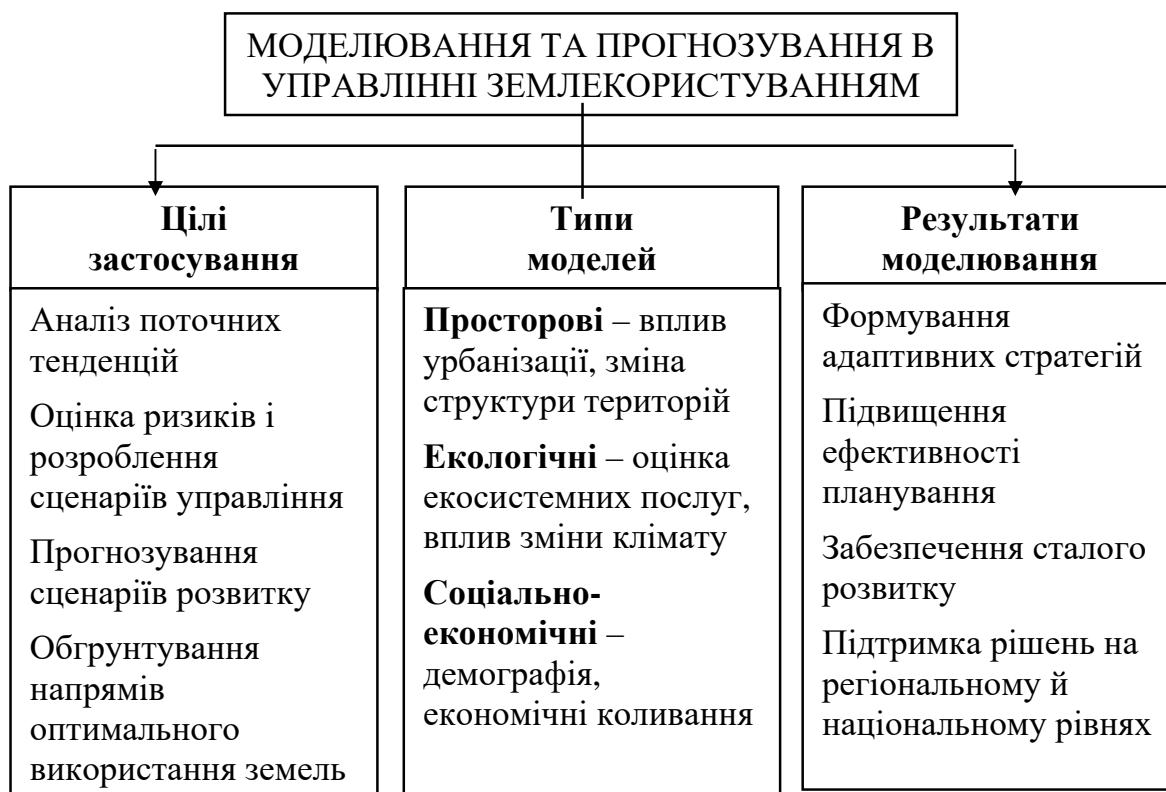 МОДЕЛЮВАННЯ ТА ПРОГНОЗУВАННЯ В
УПРАВЛІННІ ЗЕМЛЕКОРИСТУВАННЯМ
Цілі
застосування
Аналіз поточних
тенденцій
Оцінка ризиків і
розроблення
сценаріїв управління
Прогнозування
сценаріїв розвитку
Обгрунтування
напрямів
оптимального
використання земель
Типи
моделей
Просторові – вплив
урбанізації, зміна
структури територій
Екологічні – оцінка
екосистемних послуг,
вплив зміни клімату
Соціально-
економічні –
демографія,
економічні коливання
Результати
моделювання
Формування
адаптивних стратегій
Підвищення
ефективності
планування
Забезпечення сталого
розвитку
Підтримка рішень на
регіональному й
національному рівнях